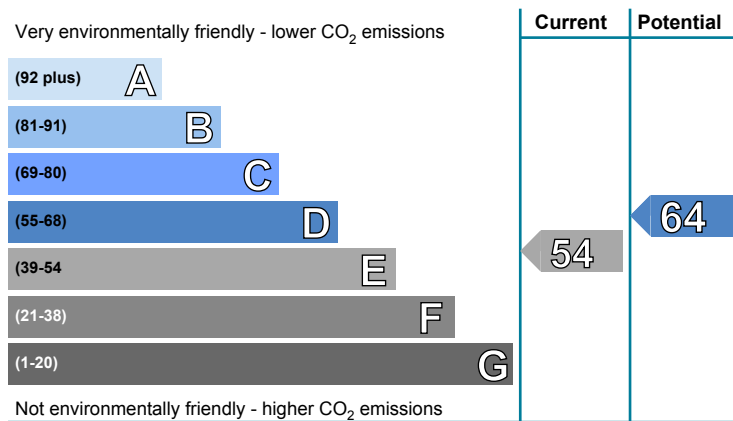 Current Potential
Very environmentally friendly - lower CO2 emissions
(92 plus) A
(81-91) B
(69-80) C
(55-68) D
64
(39-54 E
54
(21-38) F
(1-20) G
Not environmentally friendly - higher CO2 emissions